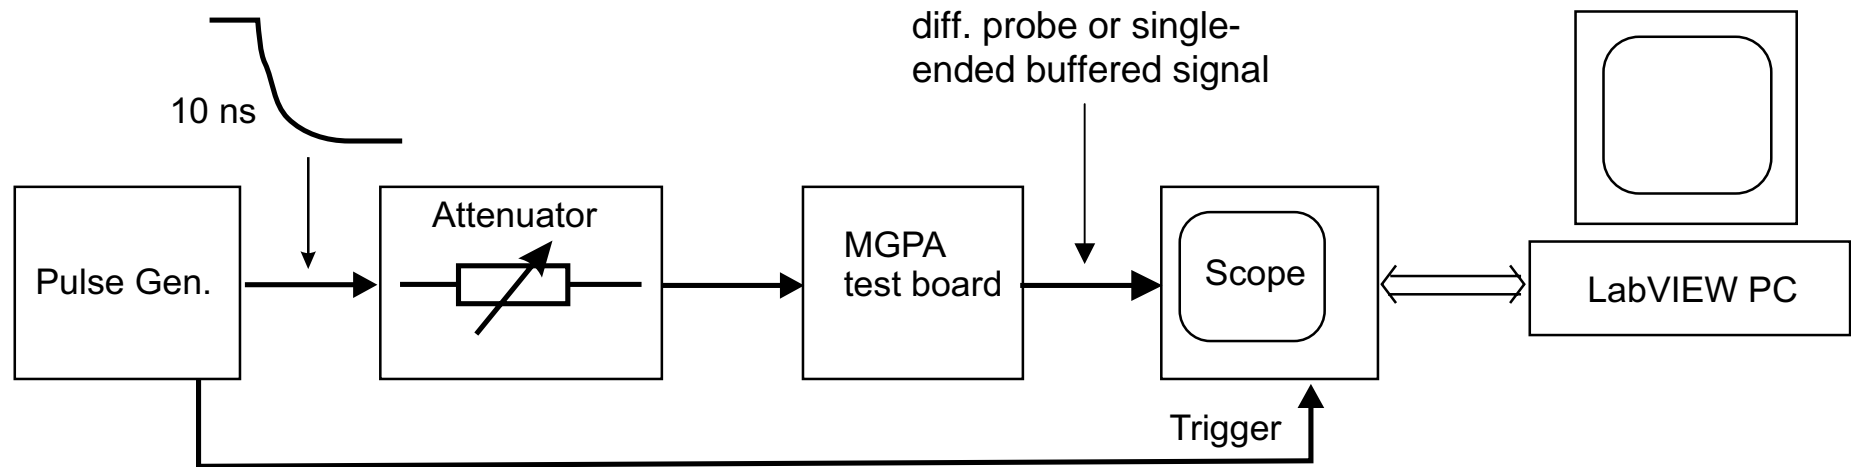 diff. probe or single-
ended buffered signal
10 ns
Pulse Gen.
Attenuator
MGPA
test board
Scope
LabVIEW PC
Trigger